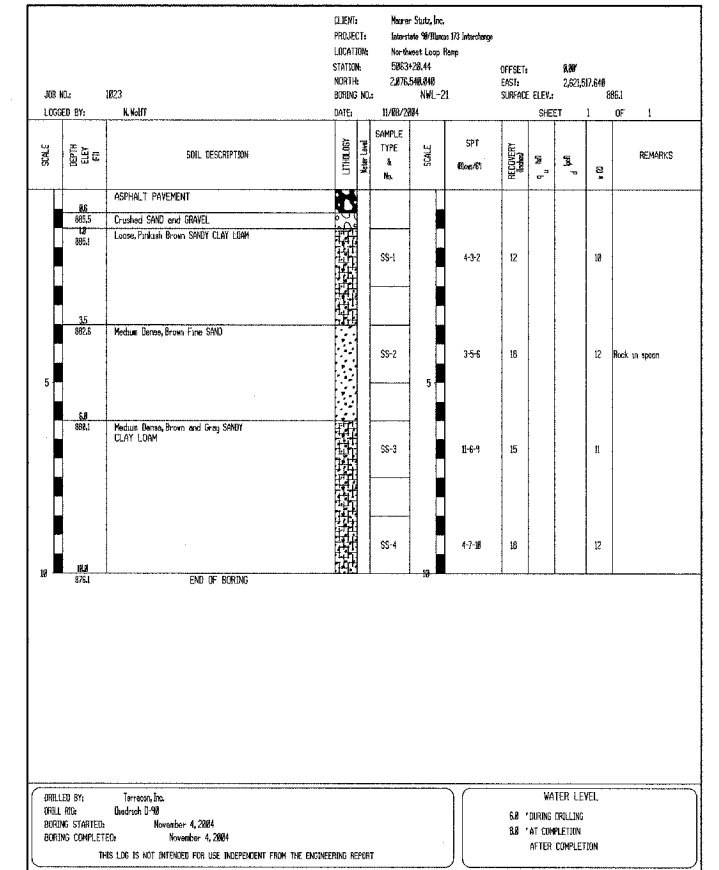 CLIENT: Maurer Stutz, Inc.
PROJECT: Interstate 90/Illinois 173 Interchange
LOCATION: Northwest Loop Ramp
STATION: 5063+20.44 OFFSET: 0.00'
NORTH: 2,076,540.040 EAST: 2,621,517.640
JOB NO.: 1023 BORING NO.: NWL-21 SURFACE ELEV.: 886.1
LOGGED BY: N. Wolff DATE: 11/08/2004 SHEET 1 OF 1
SCALE DEPTH ELEV (FT) SOIL DESCRIPTION LITHOLOGY Water Level SAMPLE TYPE & No. SCALE SPT (Blows/6") RECOVERY (Inches) REMARKS
ASPHALT PAVEMENT
0.6
885.5 Crushed SAND and GRAVEL
1.0
885.1 Loose, Pinkish Brown SANDY CLAY LOAM
SS-1 4-3-2 12 10
3.5
882.6 Medium Dense, Brown Fine SAND
SS-2 3-5-6 18 12 Rock in spoon
5 5
6.0
880.1 Medium Dense, Brown and Gray SANDY
CLAY LOAM
SS-3 11-6-9 15 11
SS-4 4-7-10 18 12
10 10.0 10
876.1 END OF BORING
DRILLED BY: Terracon, Inc.
DRILL RIG: Diedrich D-90
BORING STARTED: November 4, 2004
BORING COMPLETED: November 4, 2004
THIS LOG IS NOT INTENDED FOR USE INDEPENDENT FROM THE ENGINEERING REPORT
WATER LEVEL
6.0 ' DURING DRILLING
8.0 ' AT COMPLETION
AFTER COMPLETION